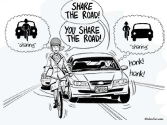 SHARE
THE ROAD!
YOU SHARE
THE ROAD!
"sharing"
"sharing"
honk!
honk!